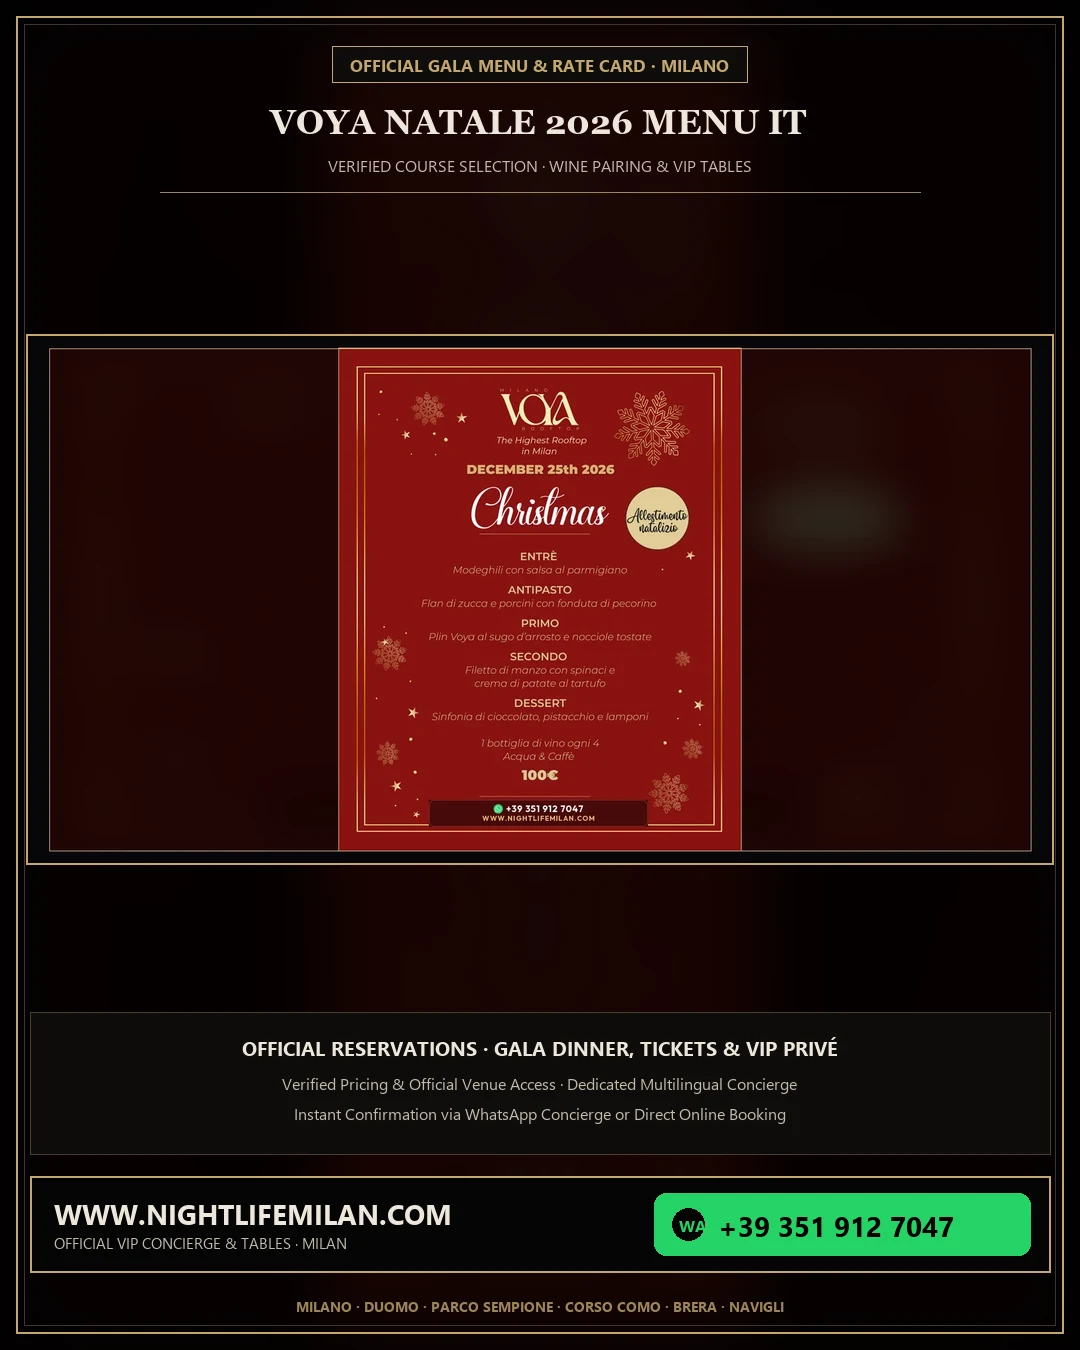 OFFICIAL GALA MENU & RATE CARD · MILANO
VOYA NATALE 2026 MENU IT
VERIFIED COURSE SELECTION · WINE PAIRING & VIP TABLES
MILANO
VOYA
ROOFTOP
The Highest Rooftop
in Milan
DECEMBER 25th 2026
Christmas
Allestimento
natalizio
ENTRÈ
Modeghili con salsa al parmigiano
ANTIPASTO
Flan di zucca e porcini con fonduta di pecorino
PRIMO
Plin Voya al sugo d'arrosto e nocciole tostate
SECONDO
Filetto di manzo con spinaci e
crema di patate al tartufo
DESSERT
Sinfonia di cioccolato, pistacchio e lamponi
1 bottiglia di vino ogni 4
Acqua & Caffè
100€
+39 351 912 7047
WWW.NIGHTLIFEMILAN.COM
OFFICIAL RESERVATIONS · GALA DINNER, TICKETS & VIP PRIVÉ
Verified Pricing & Official Venue Access · Dedicated Multilingual Concierge
Instant Confirmation via WhatsApp Concierge or Direct Online Booking
WWW.NIGHTLIFEMILAN.COM
OFFICIAL VIP CONCIERGE & TABLES · MILAN
WA +39 351 912 7047
MILANO · DUOMO · PARCO SEMPIONE · CORSO COMO · BRERA · NAVIGLI